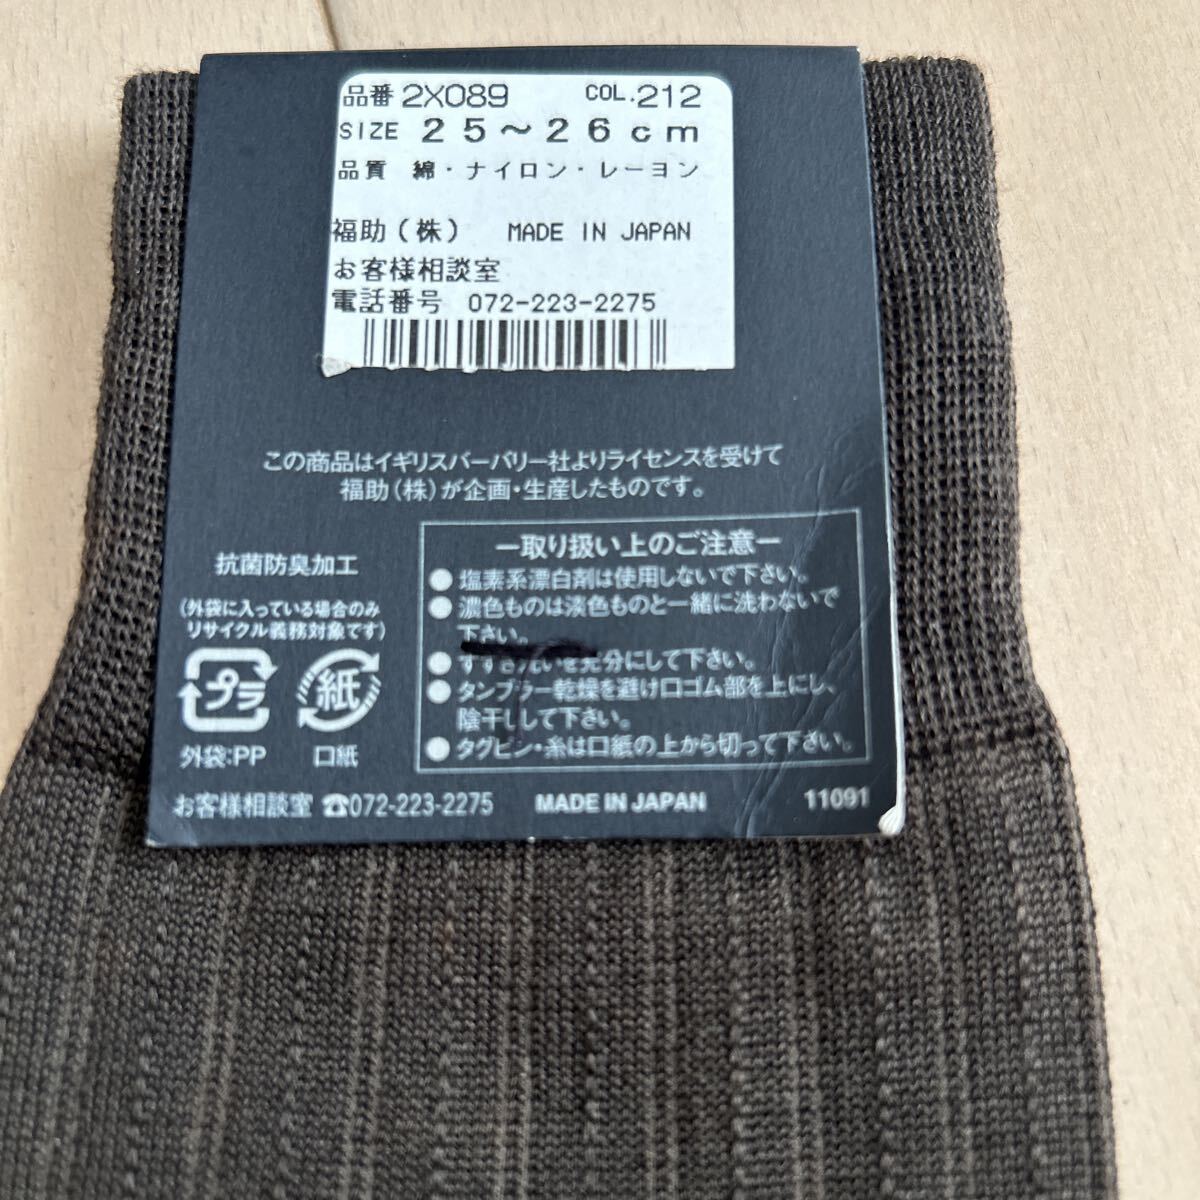 品番 2X089 COL.212
SIZE 25～26cm
品質 綿・ナイロン・レーヨン
福助(株) MADE IN JAPAN
お客様相談室
電話番号 072-223-2275
この商品はイギリスバーバリー社よりライセンスを受けて
福助(株)が企画・生産したものです。
抗菌防臭加工
(外袋に入っている場合のみ
リサイクル義務対象です)
プラ
紙
外袋:PP
口紙
ー取り扱い上のご注意ー
●塩素系漂白剤は使用しないで下さい。
●濃色ものは淡色ものと一緒に洗わないで
下さい。
●すすぎ洗いを充分にして下さい。
●タンブラー乾燥を避け口ゴム部を上にし、
陰干しして下さい。
●タグピン・糸は口紙の上から切って下さい。
お客様相談室 ☎072-223-2275 MADE IN JAPAN 11091